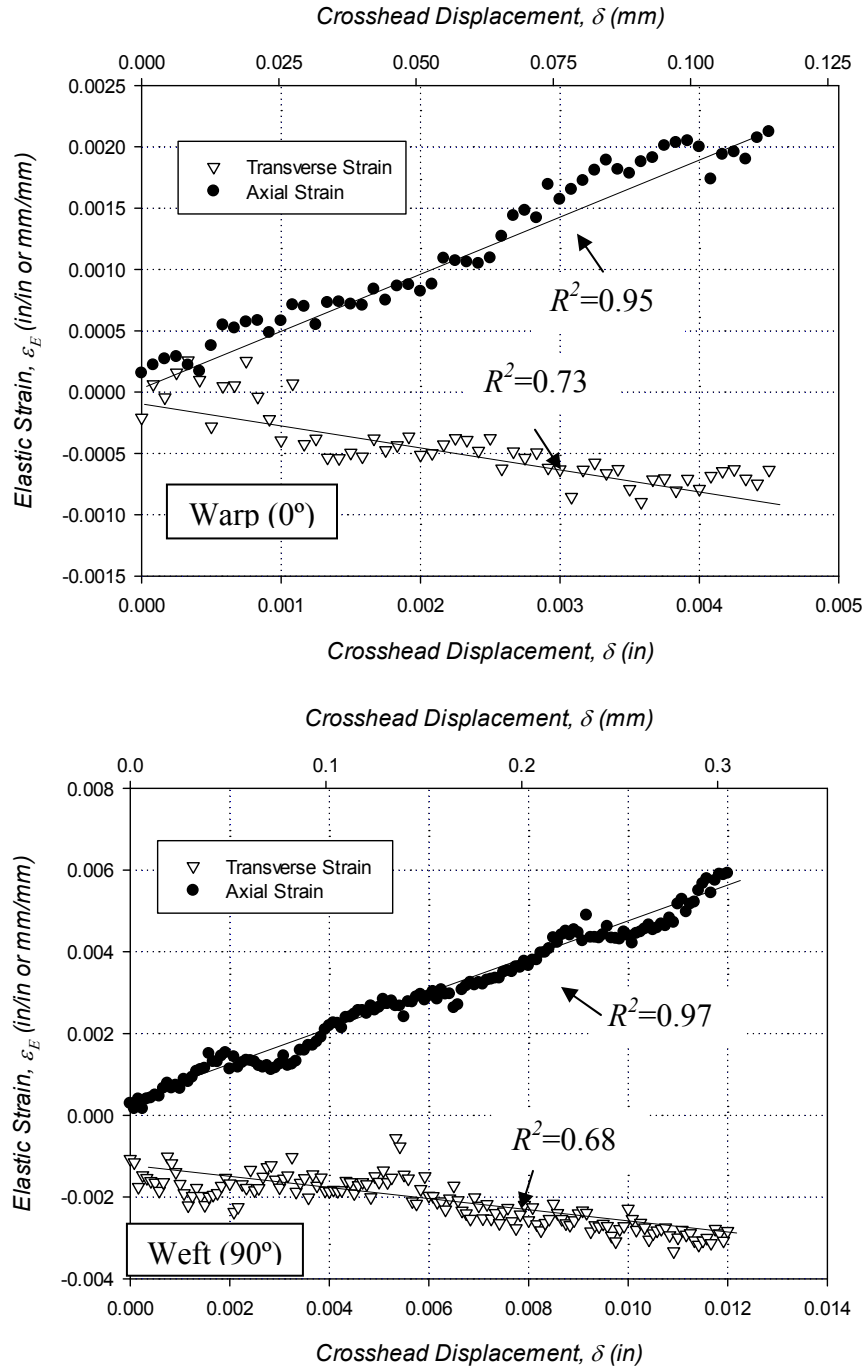 Crosshead Displacement, δ (mm)
0.000 0.025 0.050 0.075 0.100 0.125
0.0025
0.0020
0.0015
0.0010
0.0005
0.0000
-0.0005
-0.0010
-0.0015
Elastic Strain, εE (in/in or mm/mm)
Transverse Strain
Axial Strain
R²=0.95
R²=0.73
Warp (0º)
0.000 0.001 0.002 0.003 0.004 0.005
Crosshead Displacement, δ (in)
Crosshead Displacement, δ (mm)
0.0 0.1 0.2 0.3
0.008
0.006
0.004
0.002
0.000
-0.002
-0.004
Elastic Strain, εE (in/in or mm/mm)
Transverse Strain
Axial Strain
R²=0.97
R²=0.68
Weft (90º)
0.000 0.002 0.004 0.006 0.008 0.010 0.012 0.014
Crosshead Displacement, δ (in)